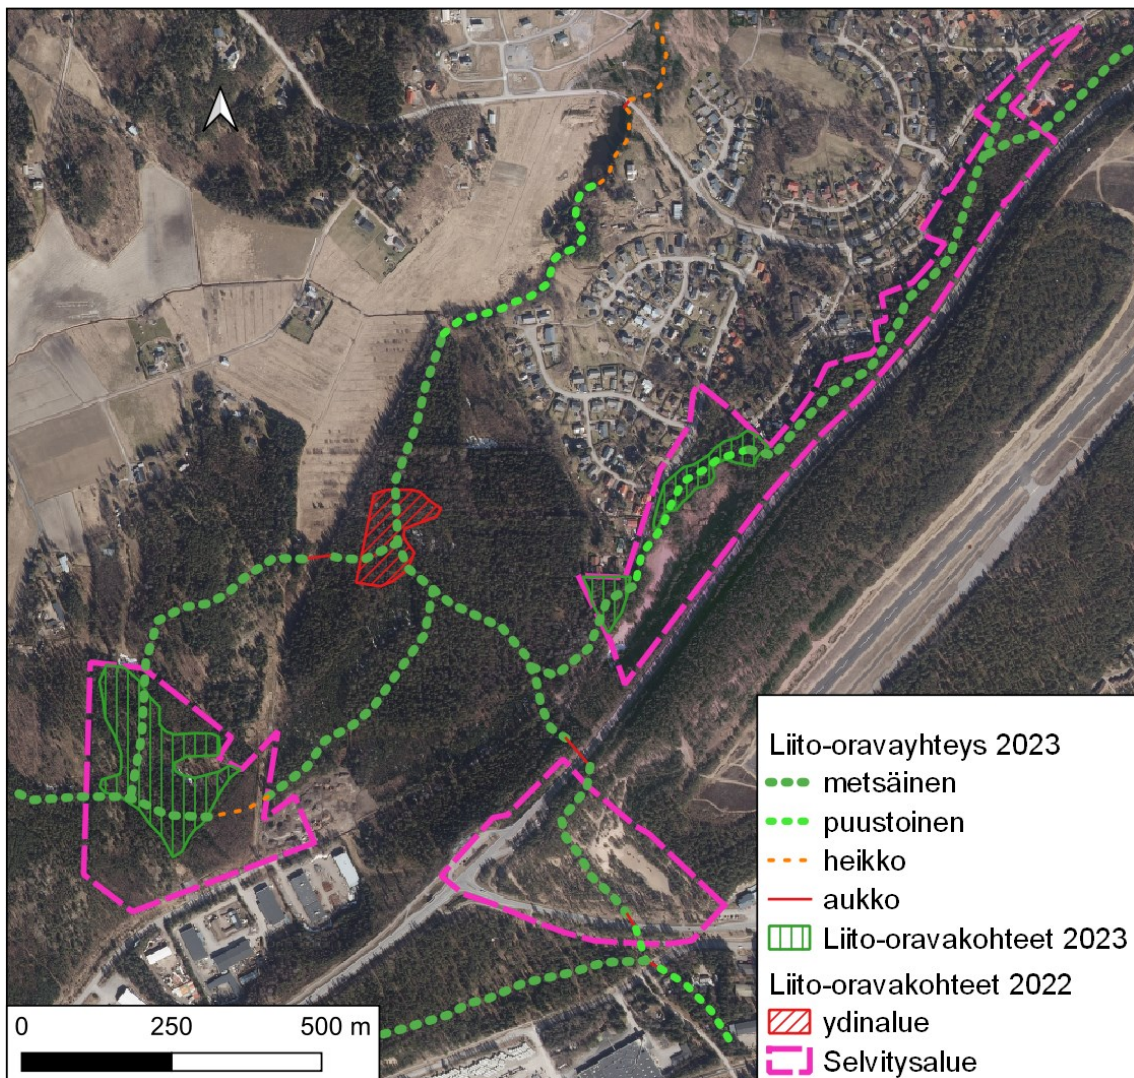 Liito-oravayhteys 2023
metsäinen
puustoinen
heikko
aukko
Liito-oravakohteet 2023
Liito-oravakohteet 2022
ydinalue
Selvitysalue
0 250 500 m